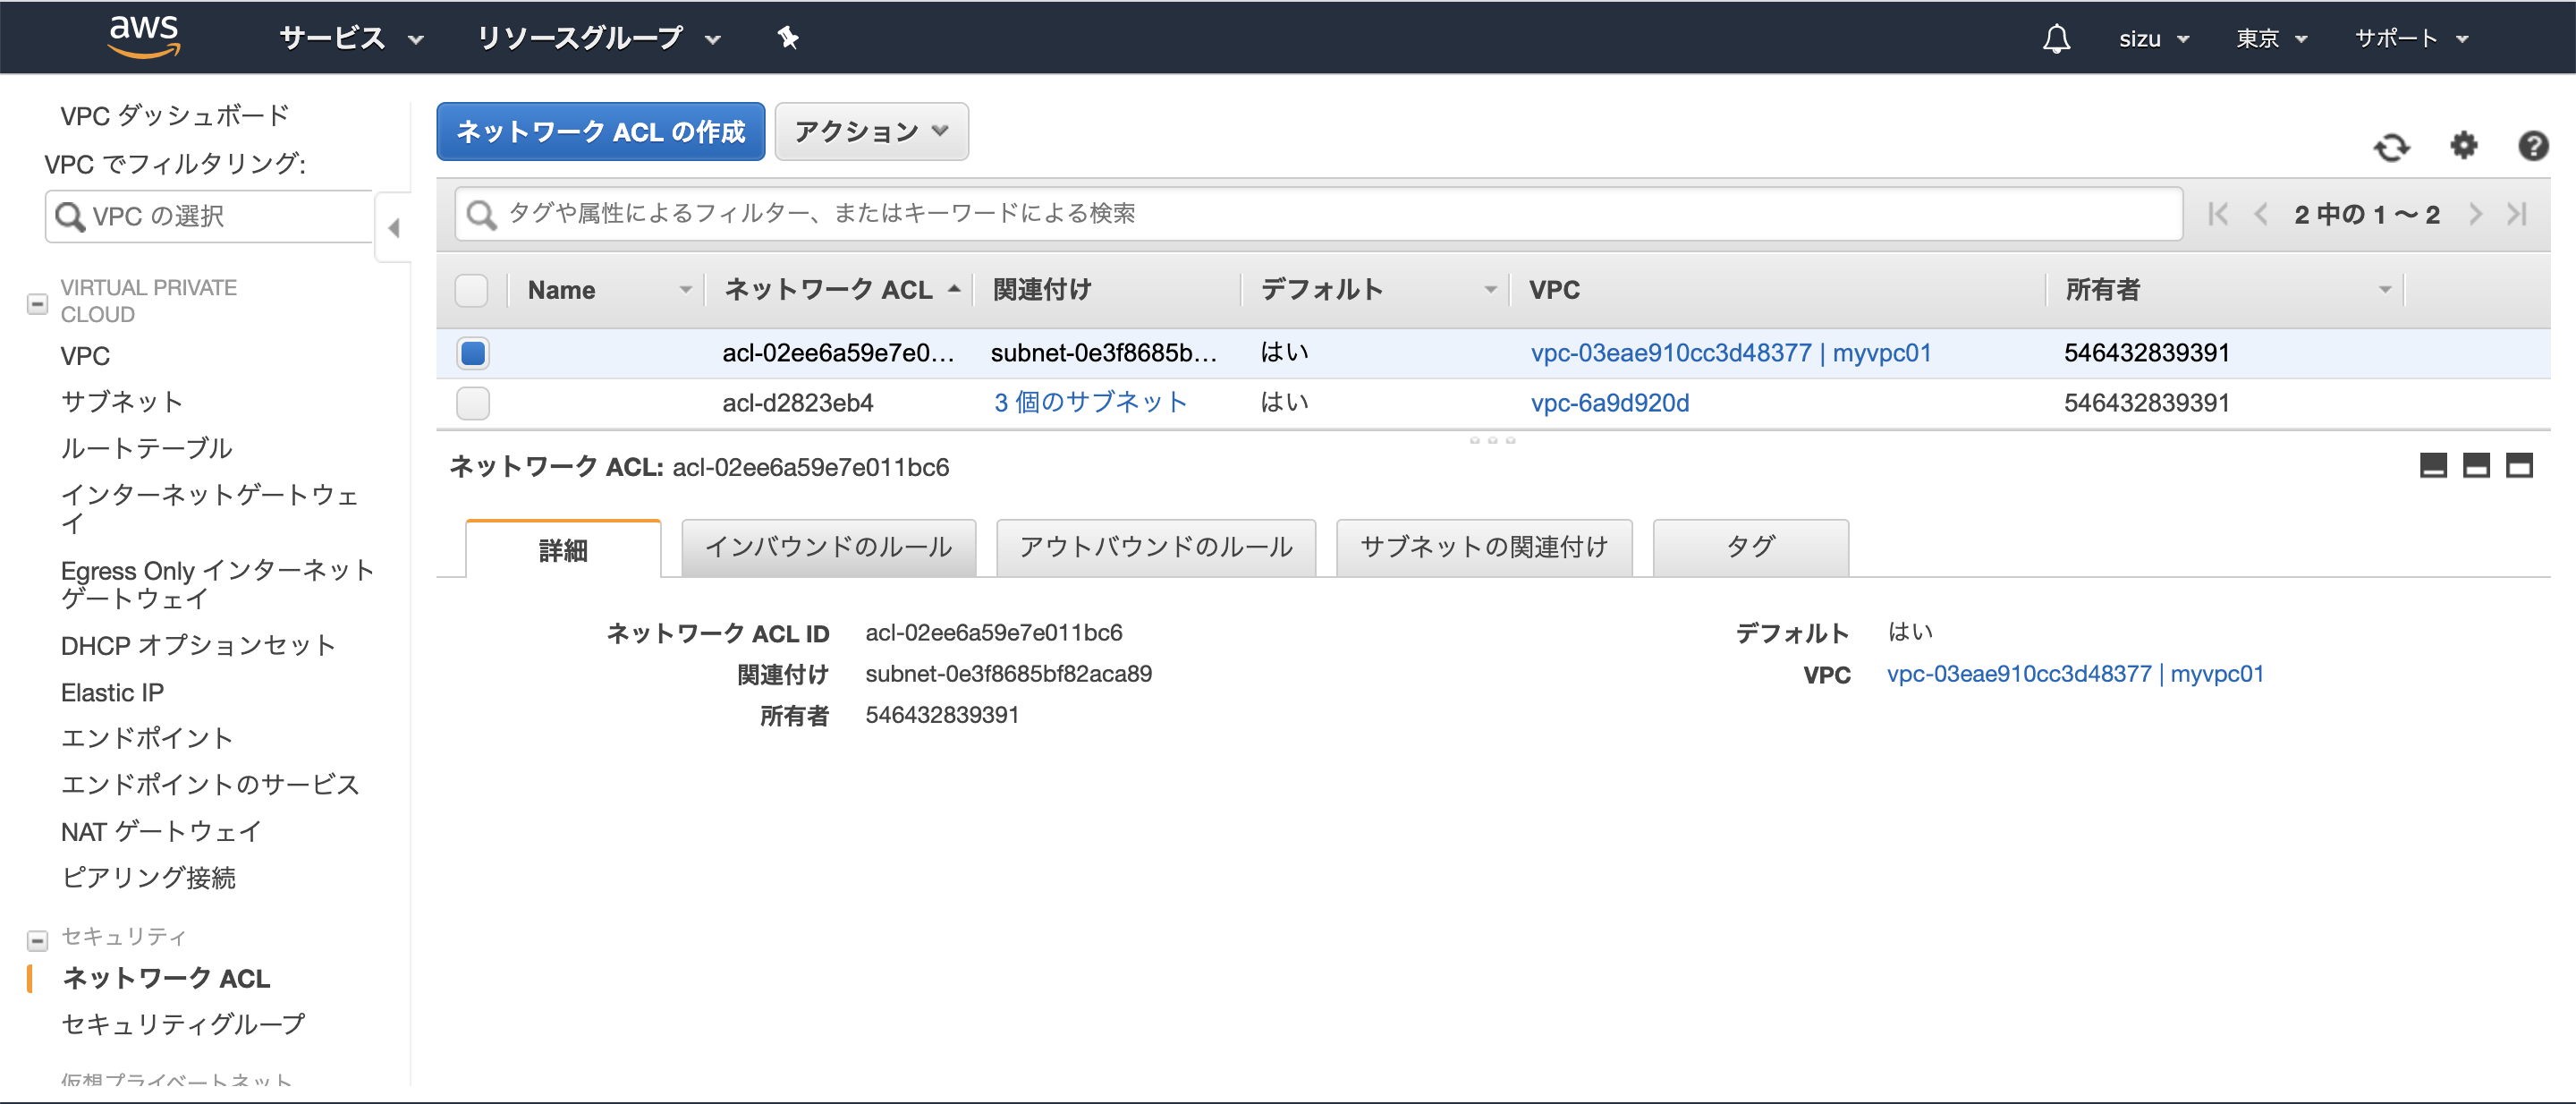 aws サービス リソースグループ sizu 東京 サポート
VPC ダッシュボード
VPC でフィルタリング:
VPC の選択
VIRTUAL PRIVATE
CLOUD
VPC
サブネット
ルートテーブル
インターネットゲートウェ
イ
Egress Only インターネット
ゲートウェイ
DHCP オプションセット
Elastic IP
エンドポイント
エンドポイントのサービス
NAT ゲートウェイ
ピアリング接続
セキュリティ
ネットワーク ACL
セキュリティグループ
仮想プライベートネット
ネットワーク ACL の作成 アクション
タグや属性によるフィルター、またはキーワードによる検索 2 中の 1 〜 2
Name ネットワーク ACL 関連付け デフォルト VPC 所有者
acl-02ee6a59e7e0... subnet-0e3f8685b... はい vpc-03eae910cc3d48377 | myvpc01 546432839391
acl-d2823eb4 3 個のサブネット はい vpc-6a9d920d 546432839391
ネットワーク ACL: acl-02ee6a59e7e011bc6
詳細 インバウンドのルール アウトバウンドのルール サブネットの関連付け タグ
ネットワーク ACL ID acl-02ee6a59e7e011bc6 デフォルト はい
関連付け subnet-0e3f8685bf82aca89 VPC vpc-03eae910cc3d48377 | myvpc01
所有者 546432839391